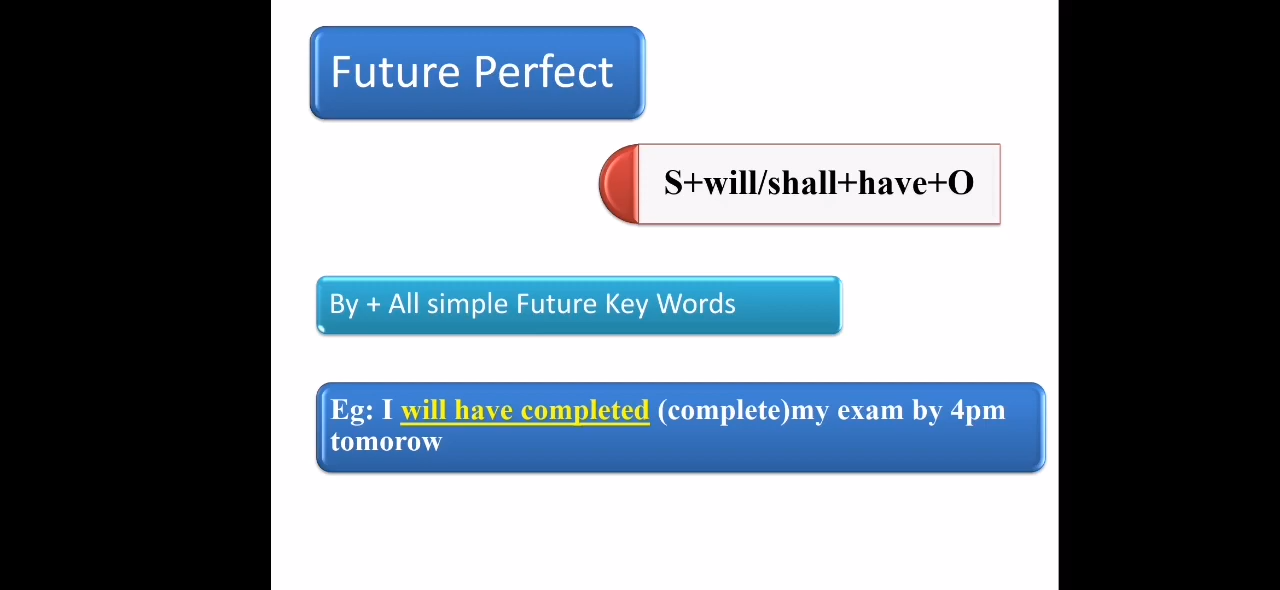 Future Perfect
S+will/shall+have+O
By + All simple Future Key Words
Eg: I will have completed (complete)my exam by 4pm
tomorow